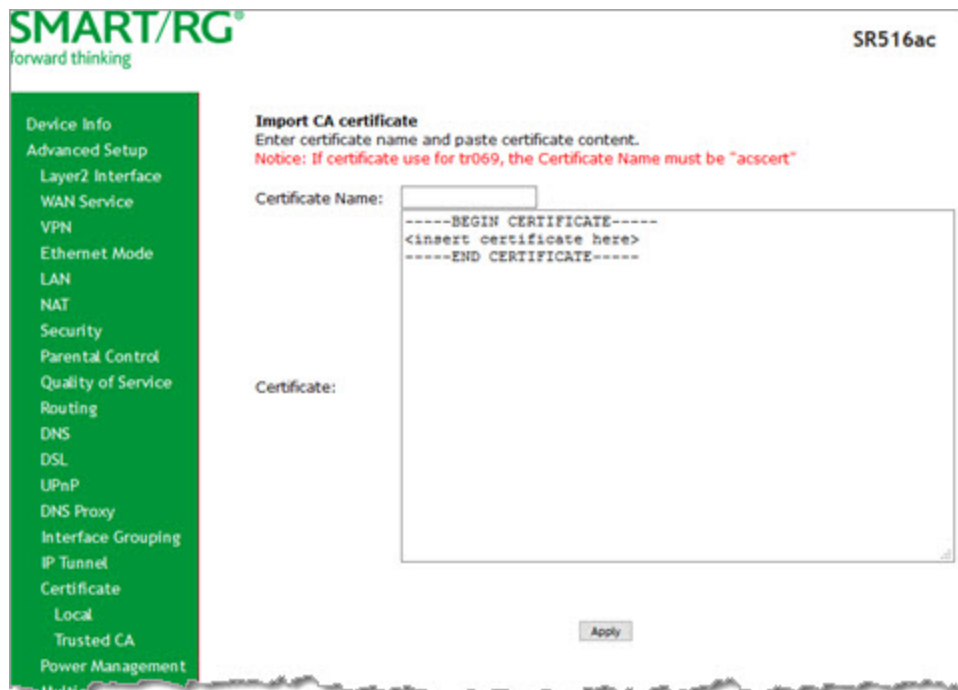 SMART/RG®
forward thinking
SR516ac
Device Info
Advanced Setup
Layer2 Interface
WAN Service
VPN
Ethernet Mode
LAN
NAT
Security
Parental Control
Quality of Service
Routing
DNS
DSL
UPnP
DNS Proxy
Interface Grouping
IP Tunnel
Certificate
Local
Trusted CA
Power Management
Import CA certificate
Enter certificate name and paste certificate content.
Notice: If certificate use for tr069, the Certificate Name must be "acscert"
Certificate Name:
-----BEGIN CERTIFICATE-----
<insert certificate here>
-----END CERTIFICATE-----
Certificate:
Apply